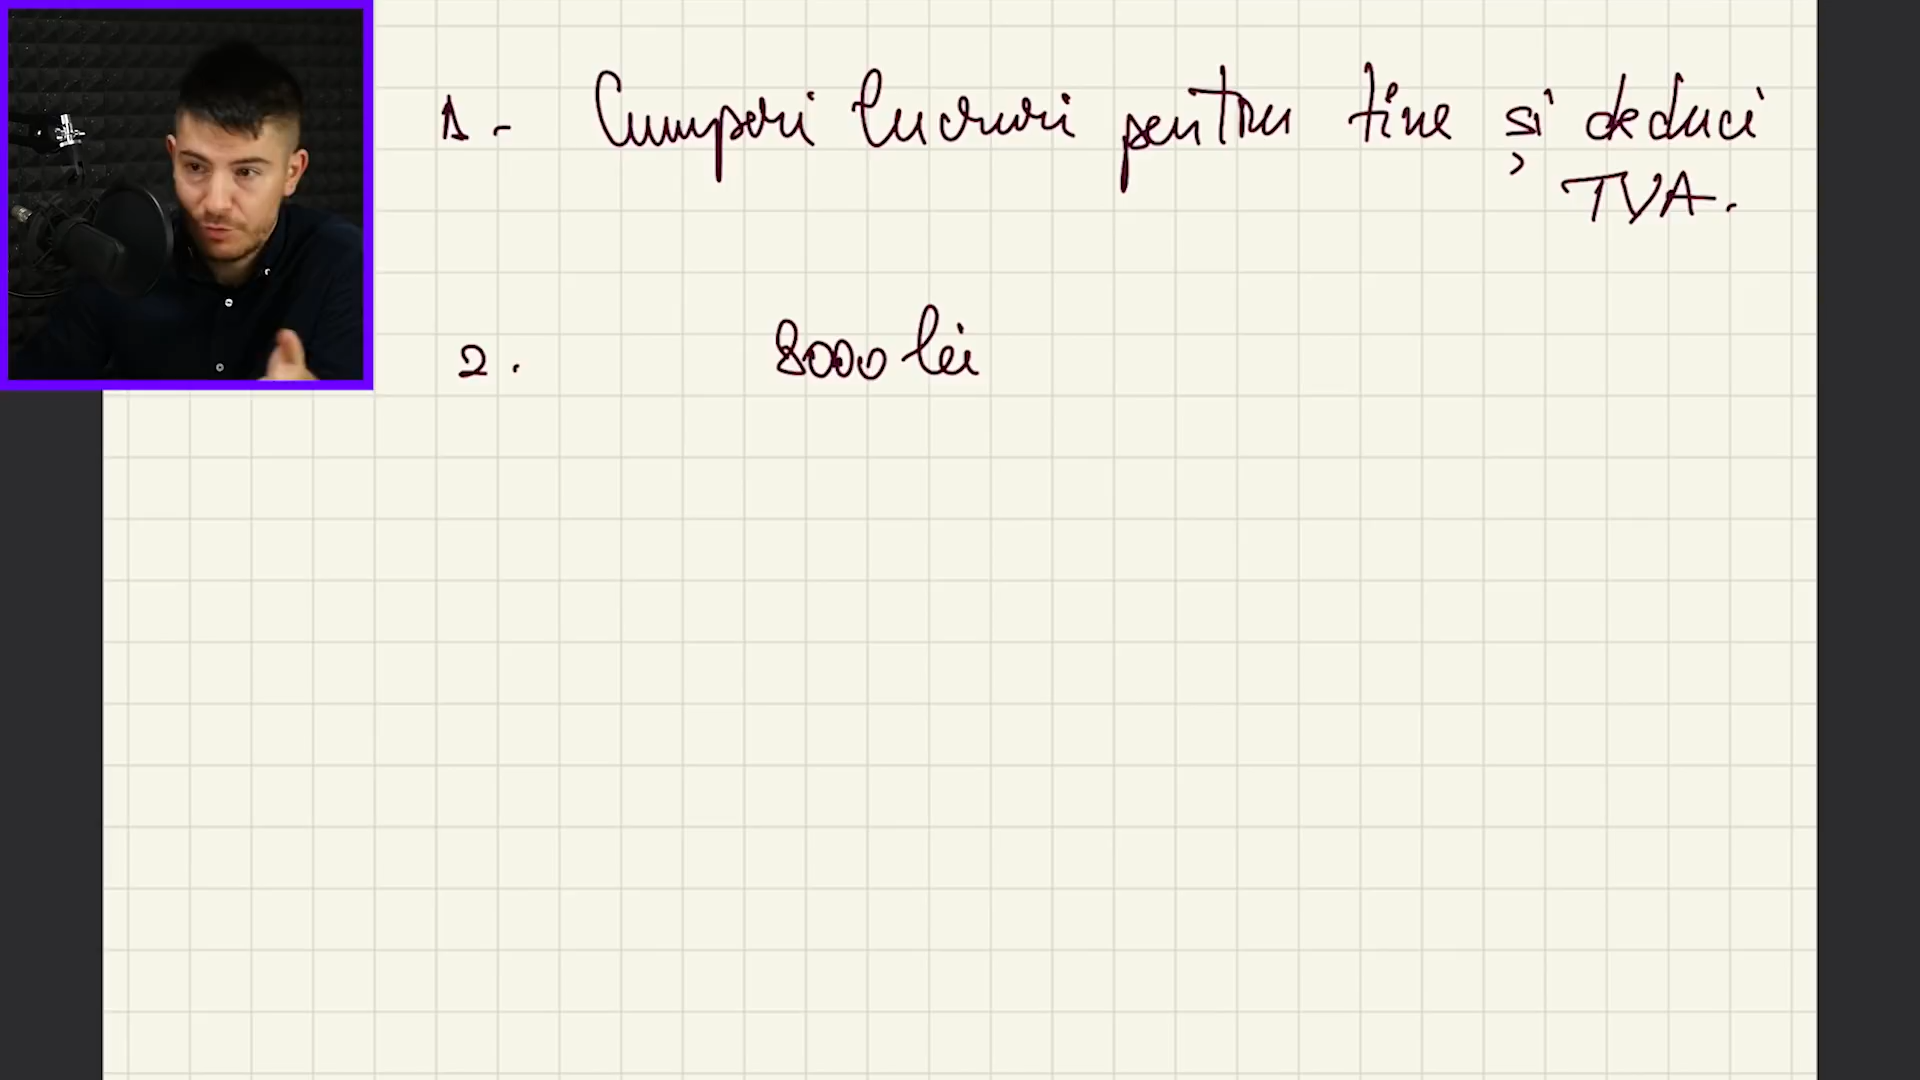 1. Cumperi lucruri pentru tine și deduci
TVA.
2. 8000 lei